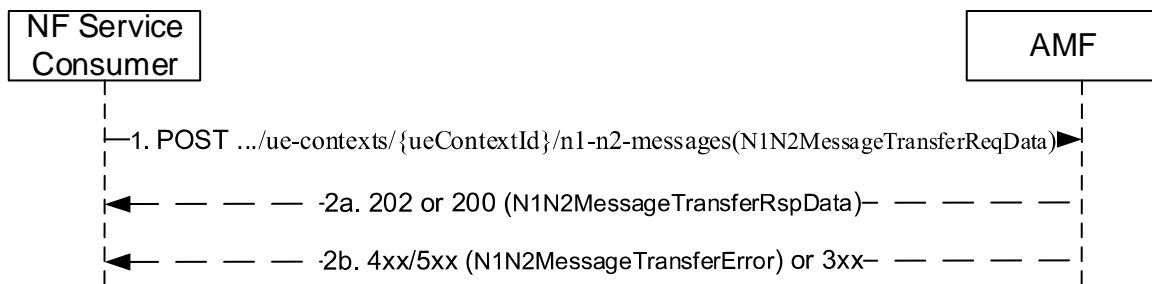 NF Service
Consumer
AMF
1. POST .../ue-contexts/{ueContextId}/n1-n2-messages(N1N2MessageTransferReqData)
2a. 202 or 200 (N1N2MessageTransferRspData)
2b. 4xx/5xx (N1N2MessageTransferError) or 3xx